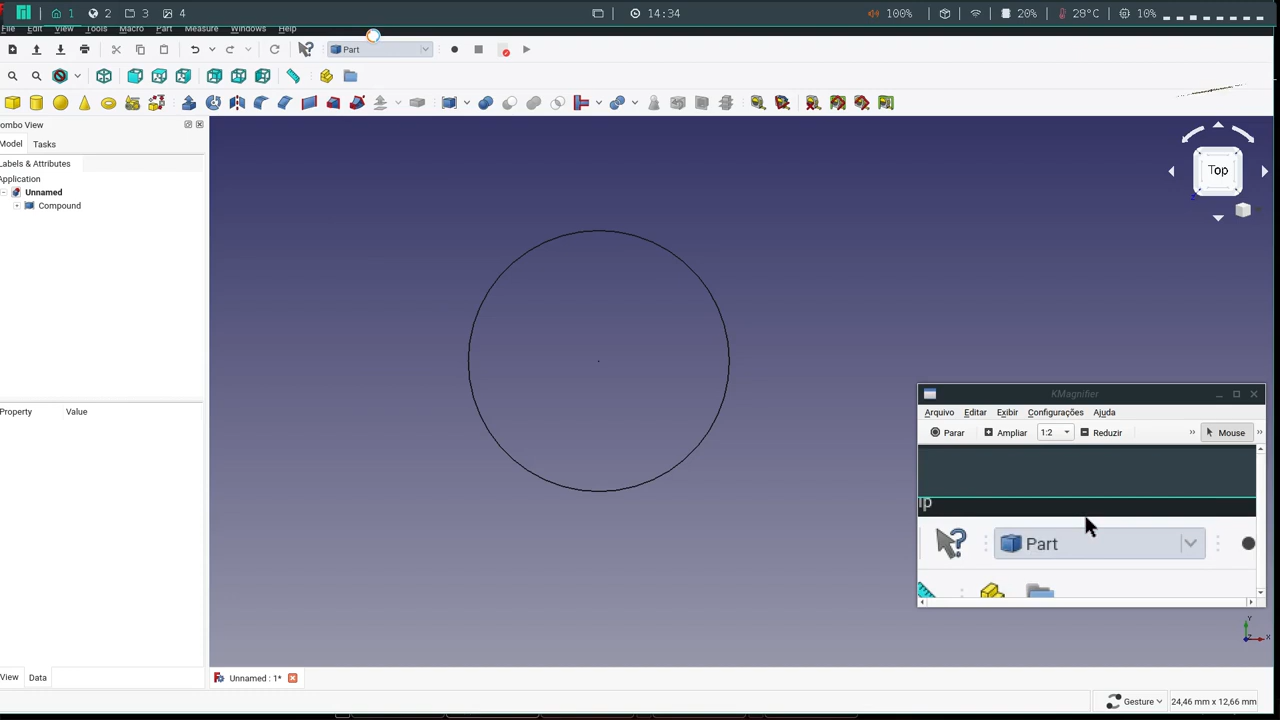 1 2 3 4 14:34 100% 20% 28°C 10%
File Edit View Tools Macro Part Measure Windows Help
Part
ombo View
Model Tasks
Labels & Attributes
Application
Unnamed
Compound
Top
Property Value
KMagnifier
Arquivo Editar Exibir Configurações Ajuda
Parar Ampliar 1:2 Reduzir » Mouse »
lp
Part
Y
Z X
View Data
Unnamed : 1*
Gesture 24,46 mm x 12,66 mm